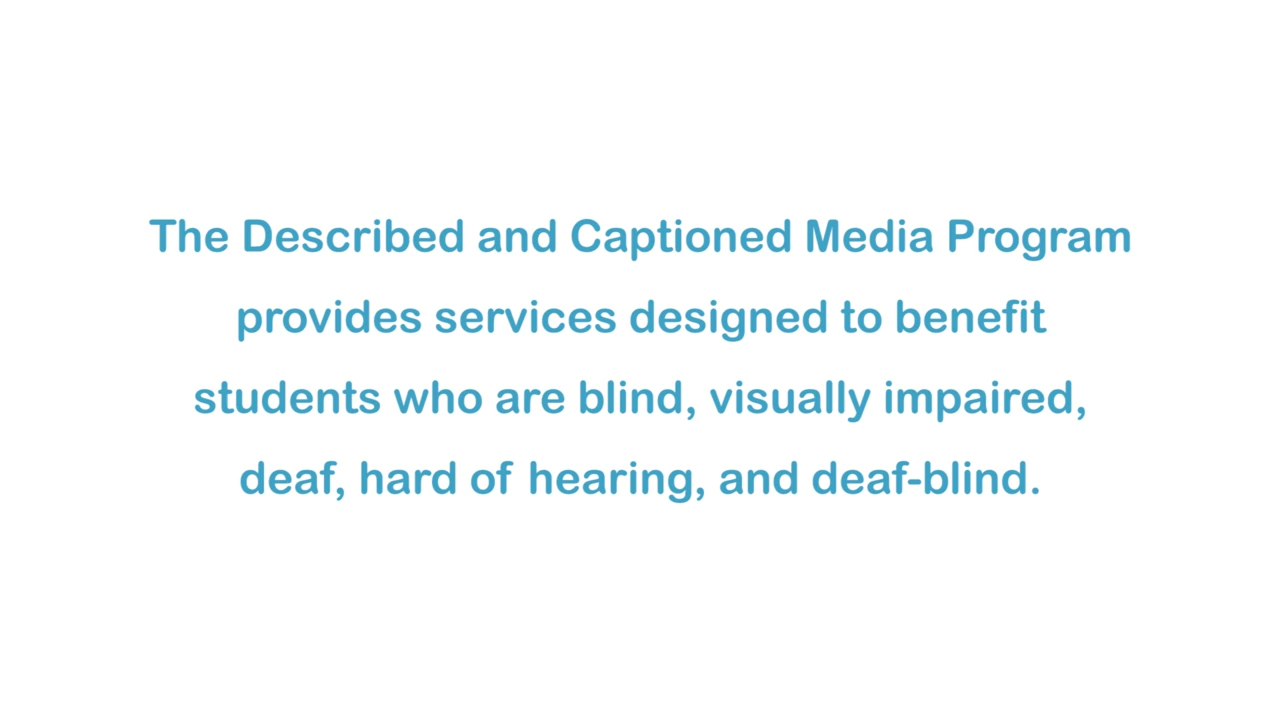 The Described and Captioned Media Program
provides services designed to benefit
students who are blind, visually impaired,
deaf, hard of hearing, and deaf-blind.